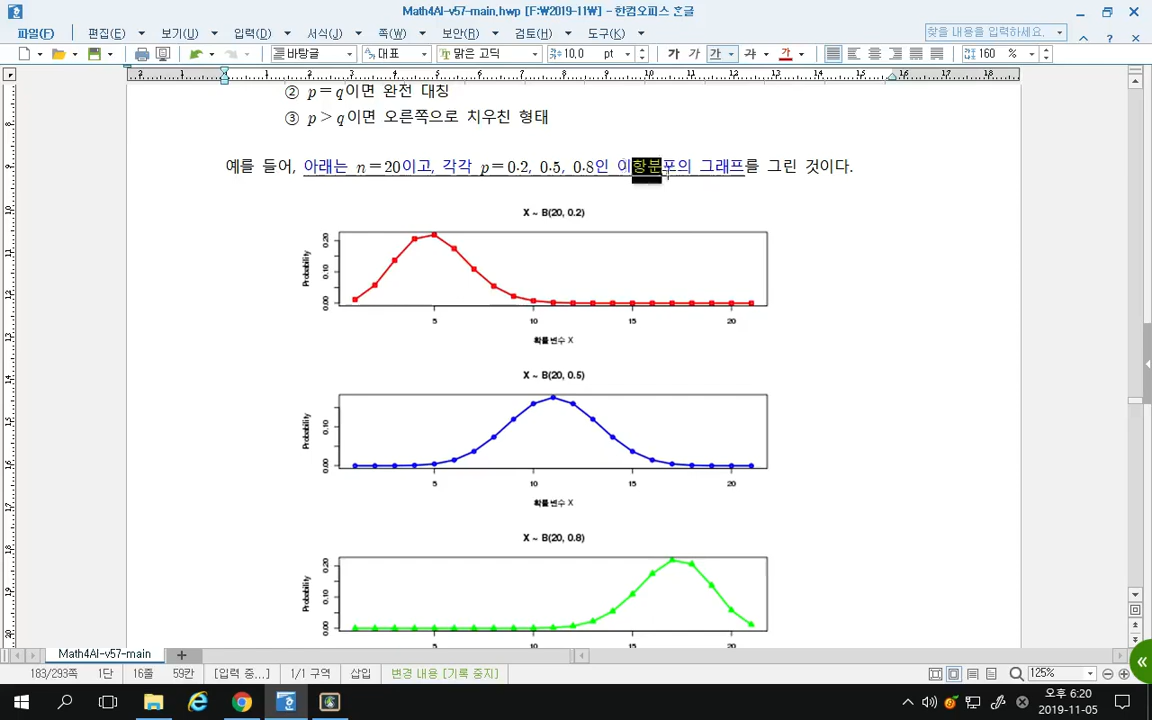 Math4AI-v57-main.hwp [F:₩2019-11₩] - 한컴오피스 한글
파일(F) 편집(E) 보기(U) 입력(D) 서식(J) 쪽(W) 보안(R) 검토(H) 도구(K) 찾을 내용을 입력하세요.
바탕글 대표 맑은 고딕 10.0 pt 가 가 가 가 가 160 %
② p = q이면 완전 대칭
③ p > q이면 오른쪽으로 치우친 형태
예를 들어, 아래는 n = 20이고, 각각 p = 0.2, 0.5, 0.8인 이항분포의 그래프를 그린 것이다.
X ~ B(20, 0.2)
Probability
0.20
0.10
0.00
5 10 15 20
확률변수 X
X ~ B(20, 0.5)
Probability
0.10
0.00
5 10 15 20
확률변수 X
X ~ B(20, 0.8)
Probability
0.20
0.10
0.00
5 10 15 20
Math4AI-v57-main
183/293쪽 1단 16줄 59칸 [입력 중...] 1/1 구역 삽입 변경 내용 [기록 중지] 125%
오후 6:20
2019-11-05